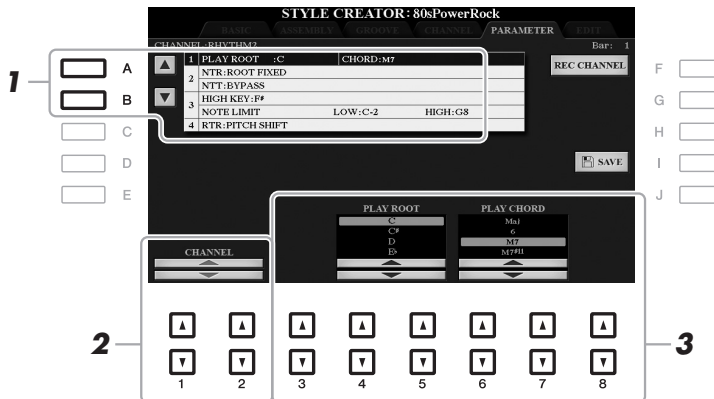 STYLE CREATOR: 80sPowerRock
BASIC ASSEMBLY GROOVE CHANNEL PARAMETER EDIT
CHANNEL :RHYTHM2 Bar: 1
1 PLAY ROOT :C CHORD:M7
REC CHANNEL
2 NTR:ROOT FIXED
NTT:BYPASS
3 HIGH KEY:F#
NOTE LIMIT LOW:C-2 HIGH:G8
4 RTR:PITCH SHIFT
1
A
B
C
D
E
F
G
H
I
J
SAVE
PLAY ROOT
C
C#
D
E♭
PLAY CHORD
Maj
6
M7
M7#11
CHANNEL
2
3
1 2 3 4 5 6 7 8